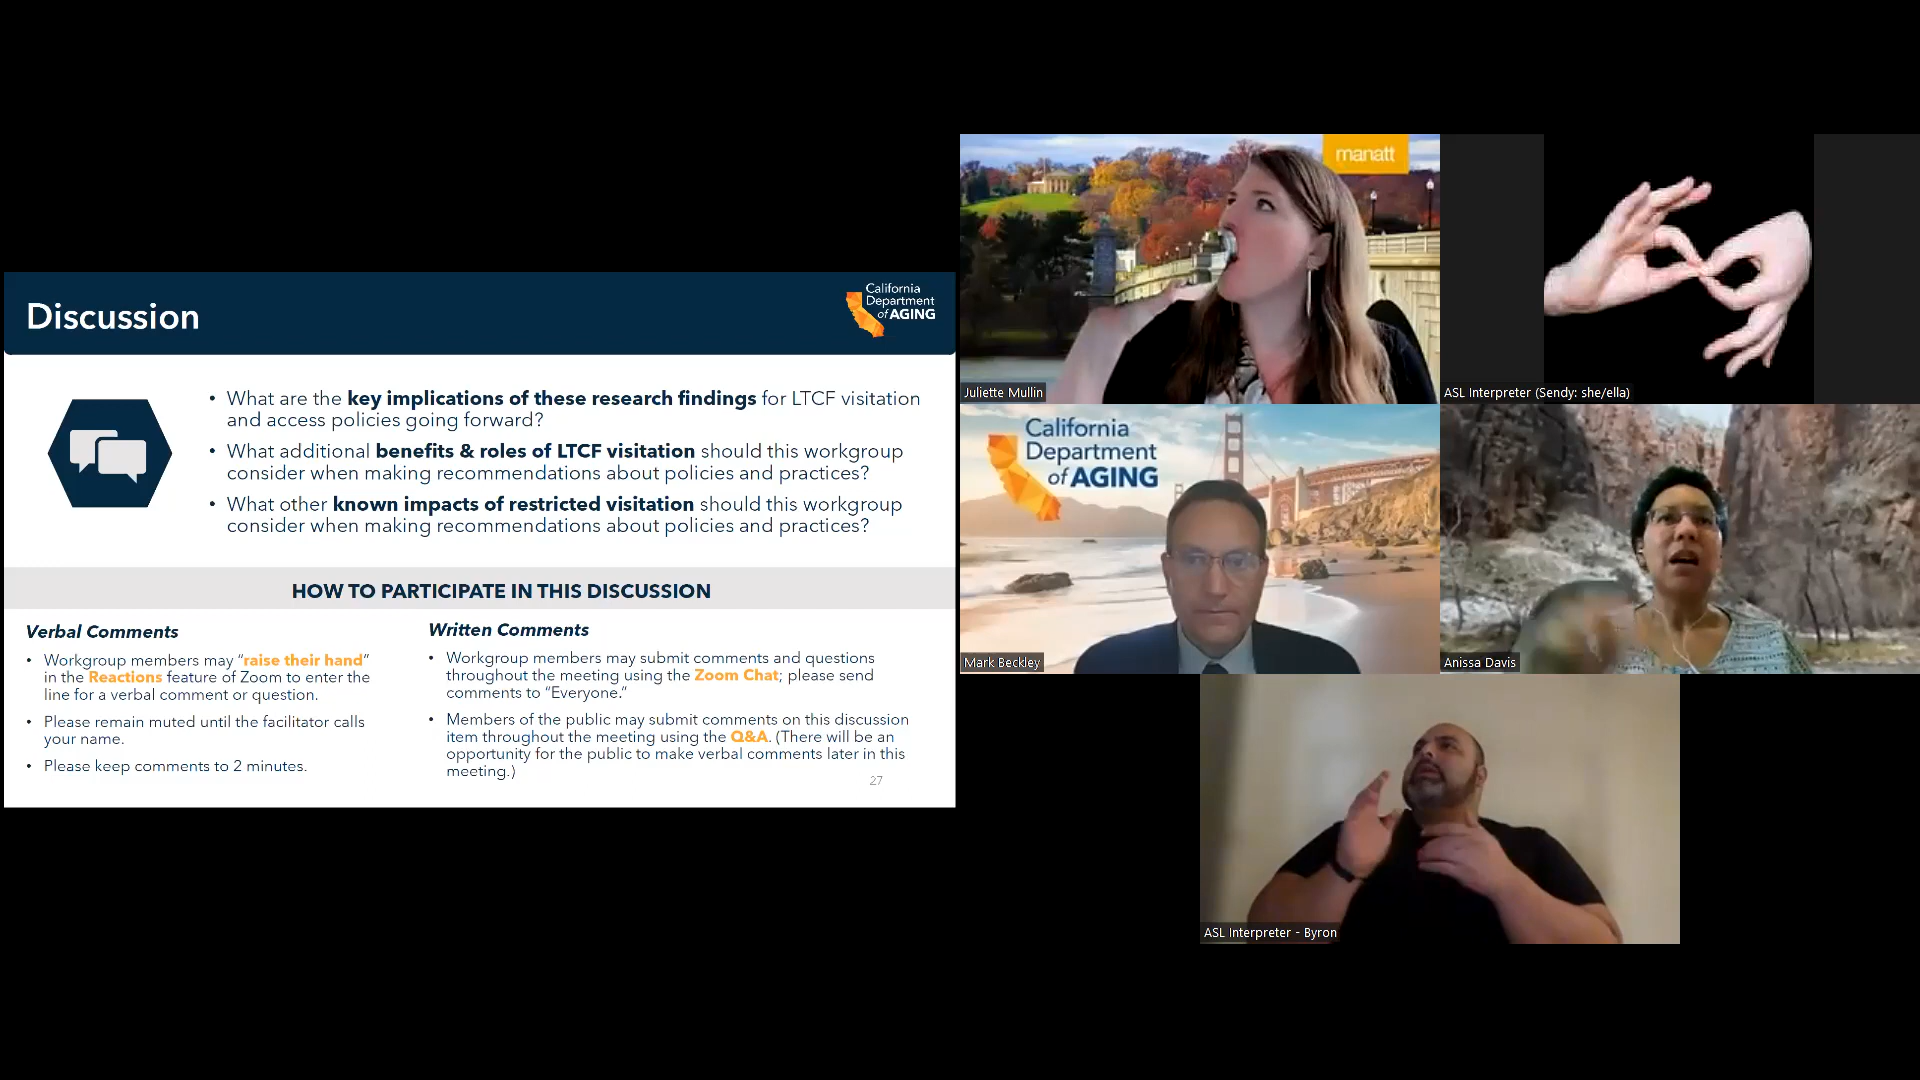 Discussion
California
Department
of AGING
• What are the key implications of these research findings for LTCF visitation
and access policies going forward?
• What additional benefits & roles of LTCF visitation should this workgroup
consider when making recommendations about policies and practices?
• What other known impacts of restricted visitation should this workgroup
consider when making recommendations about policies and practices?
HOW TO PARTICIPATE IN THIS DISCUSSION
Verbal Comments
• Workgroup members may “raise their hand”
in the Reactions feature of Zoom to enter the
line for a verbal comment or question.
• Please remain muted until the facilitator calls
your name.
• Please keep comments to 2 minutes.
Written Comments
• Workgroup members may submit comments and questions
throughout the meeting using the Zoom Chat; please send
comments to “Everyone.”
• Members of the public may submit comments on this discussion
item throughout the meeting using the Q&A. (There will be an
opportunity for the public to make verbal comments later in this
meeting.)
27
manatt
Juliette Mullin
ASL Interpreter (Sendy: she/ella)
California
Department
of AGING
Mark Beckley
Anissa Davis
ASL Interpreter - Byron